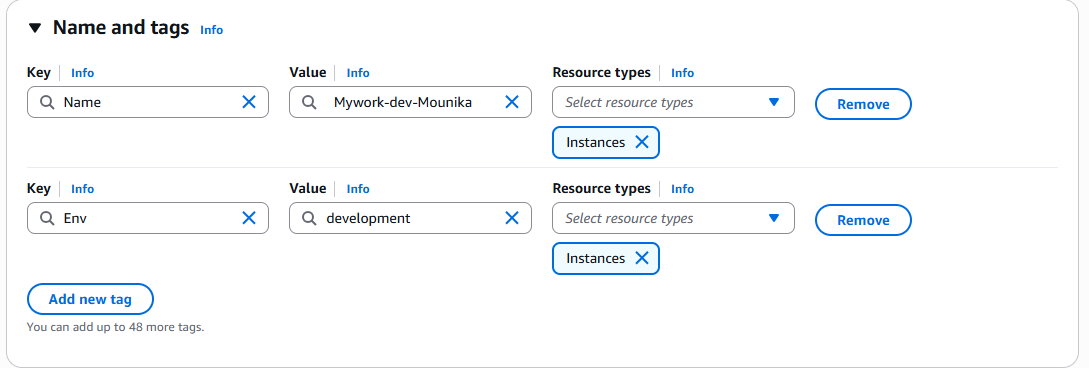 Name and tags Info
Key Info Value Info Resource types Info
Name Mywork-dev-Mounika Select resource types Remove
Instances
Key Info Value Info Resource types Info
Env development Select resource types Remove
Instances
Add new tag
You can add up to 48 more tags.